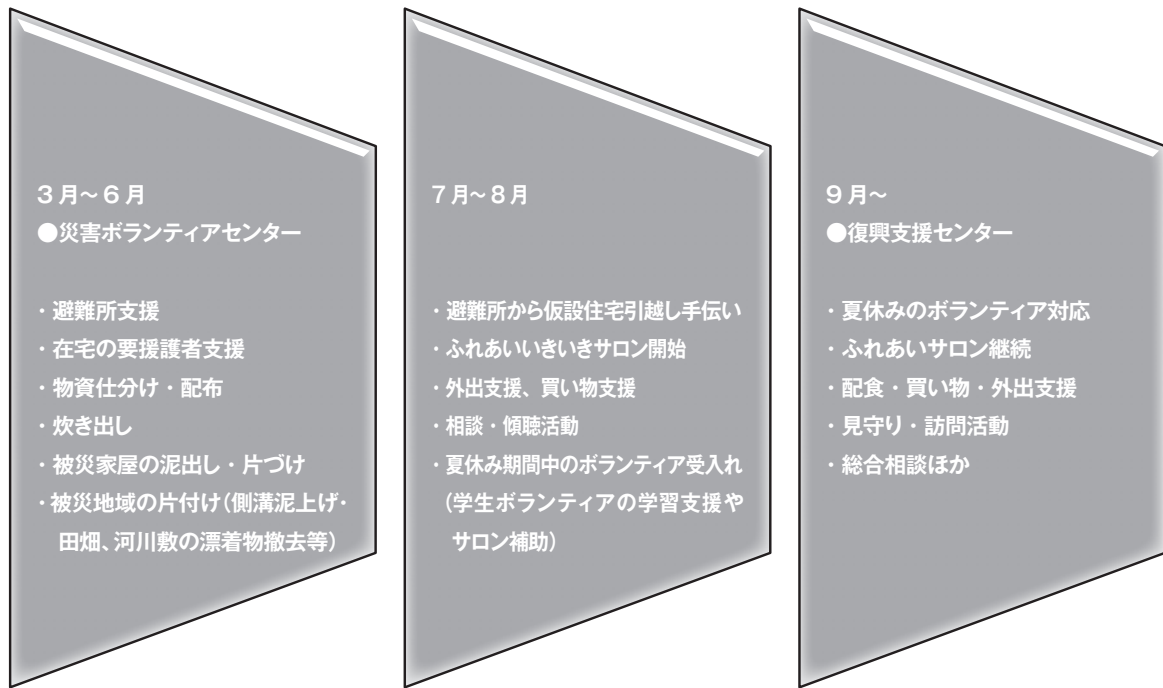 3月~6月
●災害ボランティアセンター
・避難所支援
・在宅の要援護者支援
・物資仕分け・配布
・炊き出し
・被災家屋の泥出し・片づけ
・被災地域の片付け(側溝泥上げ・
田畑、河川敷の漂着物撤去等)
7月~8月
・避難所から仮設住宅引越し手伝い
・ふれあいいきいきサロン開始
・外出支援、買い物支援
・相談・傾聴活動
・夏休み期間中のボランティア受入れ
(学生ボランティアの学習支援や
サロン補助)
9月~
●復興支援センター
・夏休みのボランティア対応
・ふれあいサロン継続
・配食・買い物・外出支援
・見守り・訪問活動
・総合相談ほか